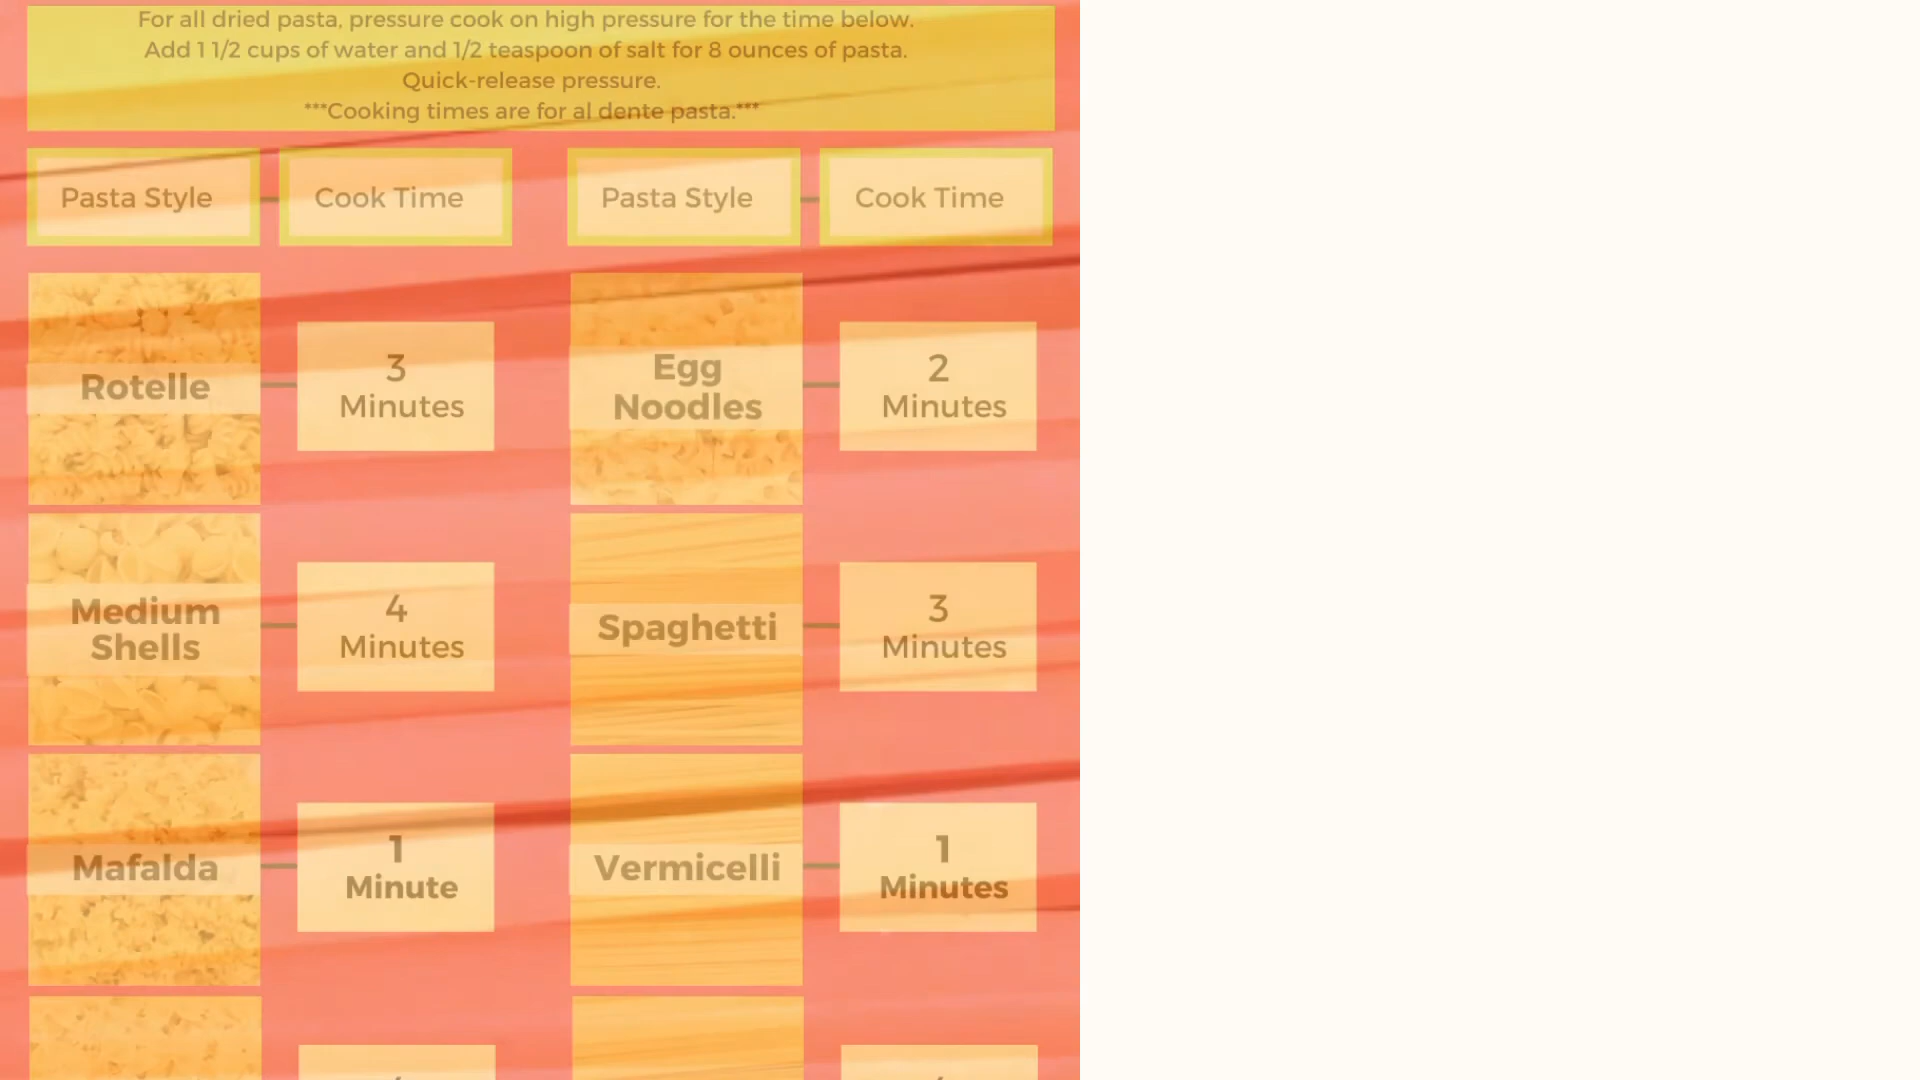 For all dried pasta, pressure cook on high pressure for the time below.
Add 1 1/2 cups of water and 1/2 teaspoon of salt for 8 ounces of pasta.
Quick-release pressure.
***Cooking times are for al dente pasta.***
Pasta Style
Cook Time
Pasta Style
Cook Time
Rotelle
3
Minutes
Egg
Noodles
2
Minutes
Medium
Shells
4
Minutes
Spaghetti
3
Minutes
Mafalda
1
Minute
Vermicelli
1
Minutes